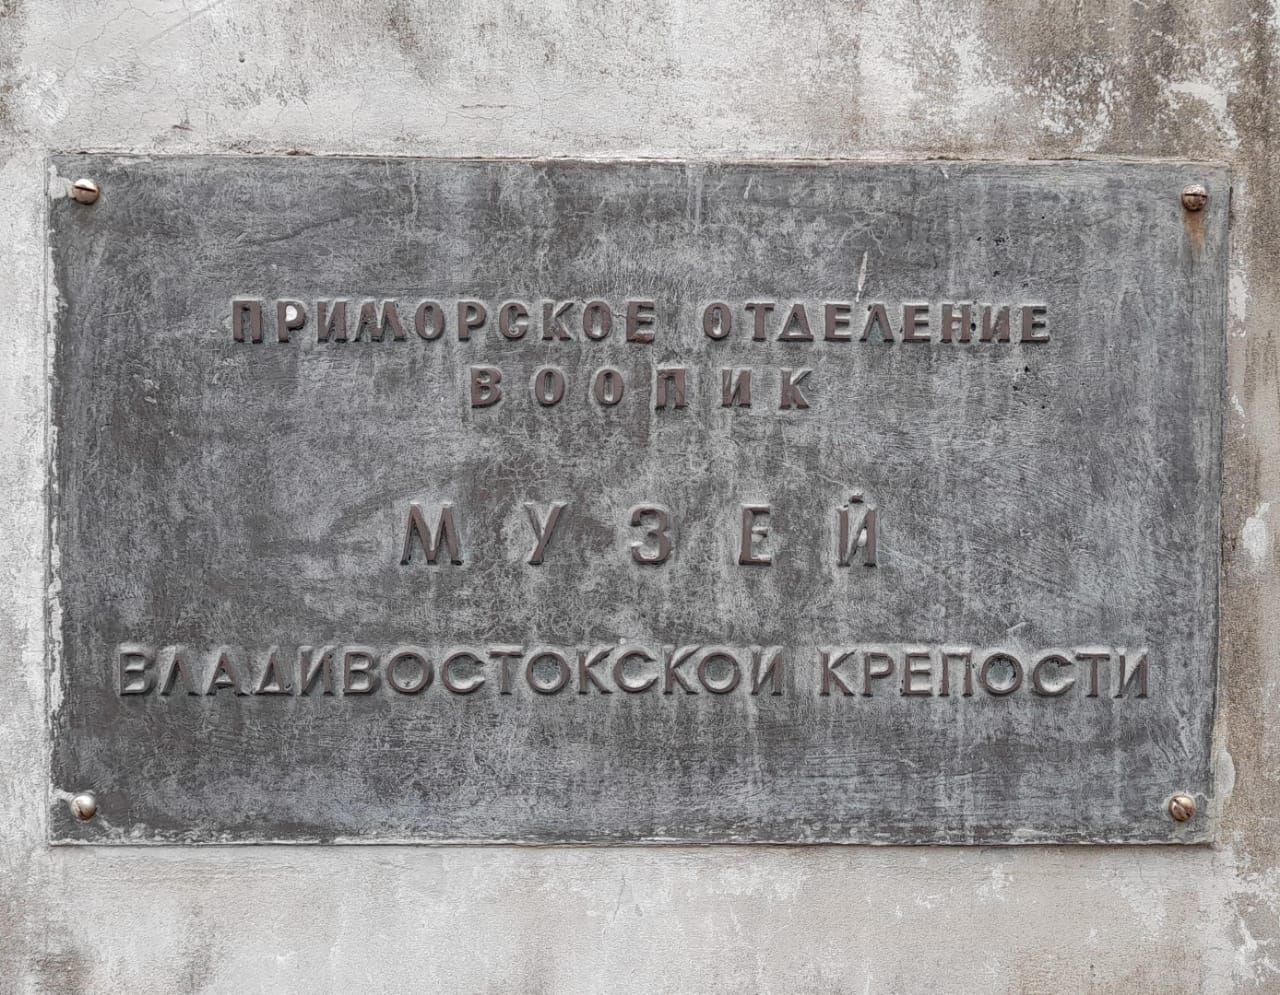 ПРИМОРСКОЕ ОТДЕЛЕНИЕ
ВООПИК
МУЗЕЙ
ВЛАДИВОСТОКСКОЙ КРЕПОСТИ